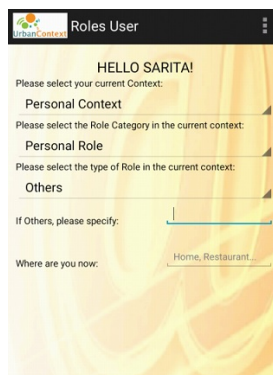 UrbanContext Roles User
HELLO SARITA!
Please select your current Context:
Personal Context
Please select the Role Category in the current context:
Personal Role
Please select the type of Role in the current context:
Others
If Others, please specify:
Where are you now: Home, Restaurant...